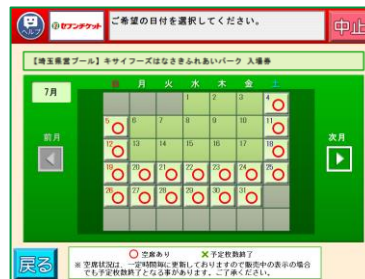 ヘルプ
セブンチケット
ご希望の日付を選択してください。
中止
【埼玉県営プール】キサイフーズはなさきふれあいパーク 入場券
7月
日 月 火 水 木 金 土
1 2 3 4
5 6 7 8 9 10 11
12 13 14 15 16 17 18
19 20 21 22 23 24 25
26 27 28 29 30 31
前月
次月
戻る
○ 空席あり ×予定枚数終了
※ 空席状況は、一定時間毎に更新しておりますので販売中の表示の場合
でも予定枚数終了となる事があります。ご了承ください。